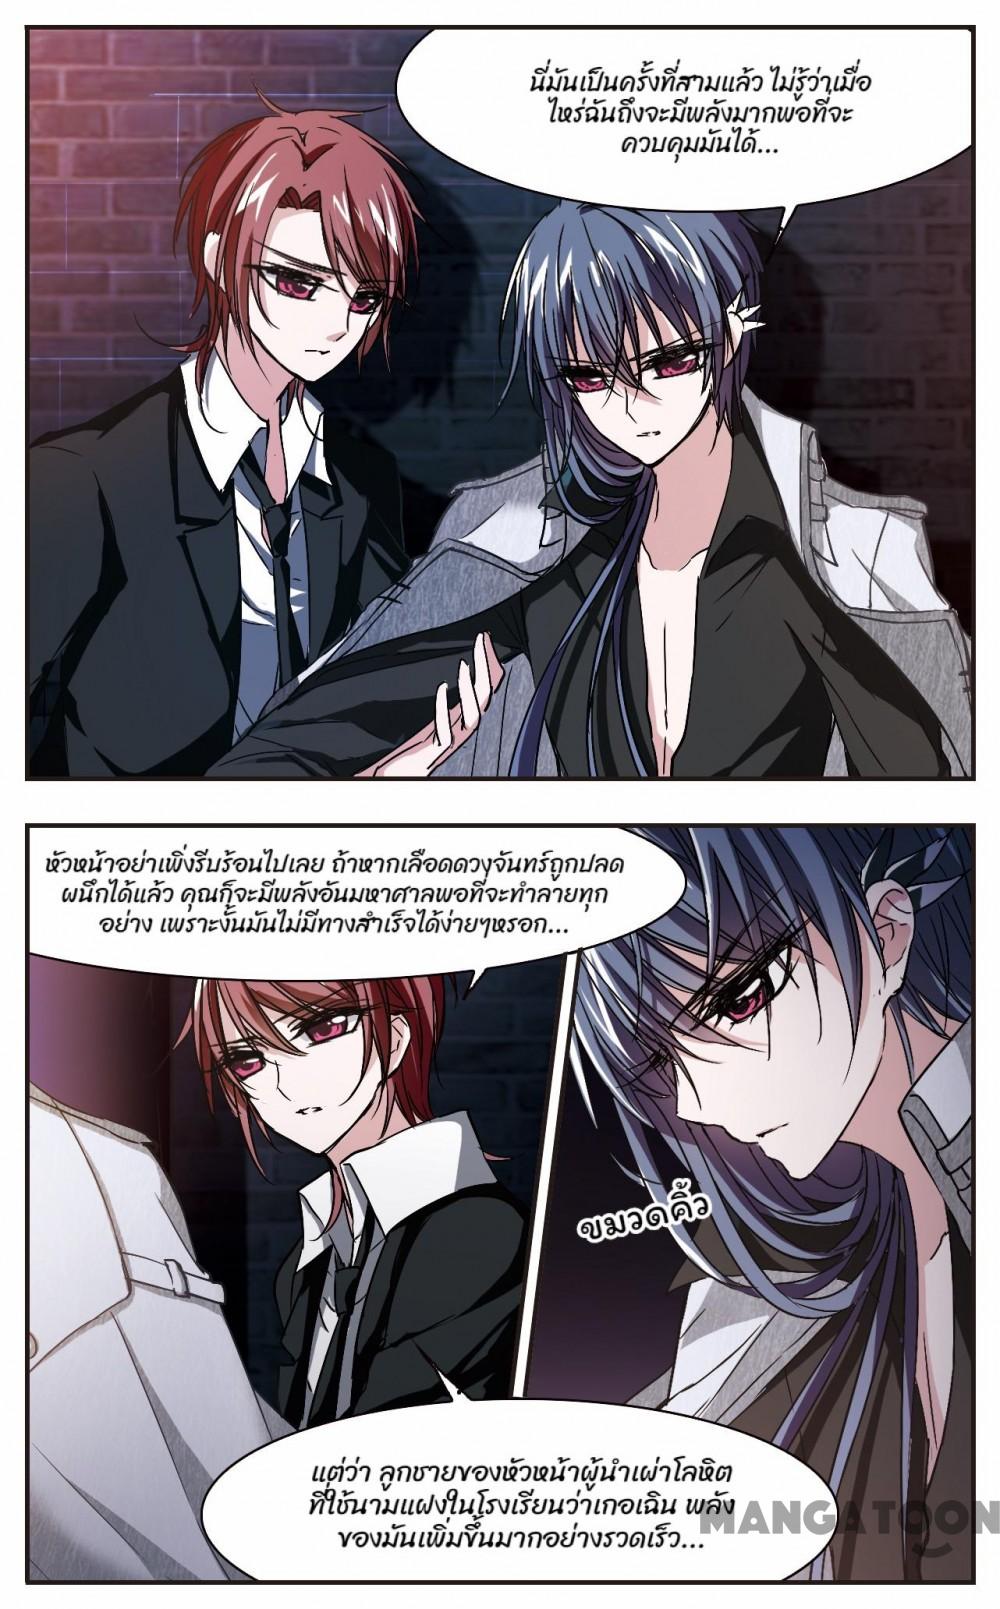 นี่มันเป็นครั้งที่สามแล้ว ไม่รู้ว่าเมื่อ
ไหร่ฉันถึงจะมีพลังมากพอที่จะ
ควบคุมมันได้...
หัวหน้าอย่าเพิ่งรีบร้อนไปเลย ถ้าหากเลือดดวงจันทร์ถูกปลด
ผนึกได้แล้ว คุณก็จะมีพลังอันมหาศาลพอที่จะทำลายทุก
อย่าง เพราะงั้นมันไม่มีทางสำเร็จได้ง่ายๆหรอก...
ขมวดคิ้ว
แต่ว่า ลูกชายของหัวหน้าผู้นำเผ่าโลหิต
ที่ใช้นามแฝงในโรงเรียนว่าเกอเฉิน พลัง
ของมันเพิ่มขึ้นมากอย่างรวดเร็ว...
MANGATOON